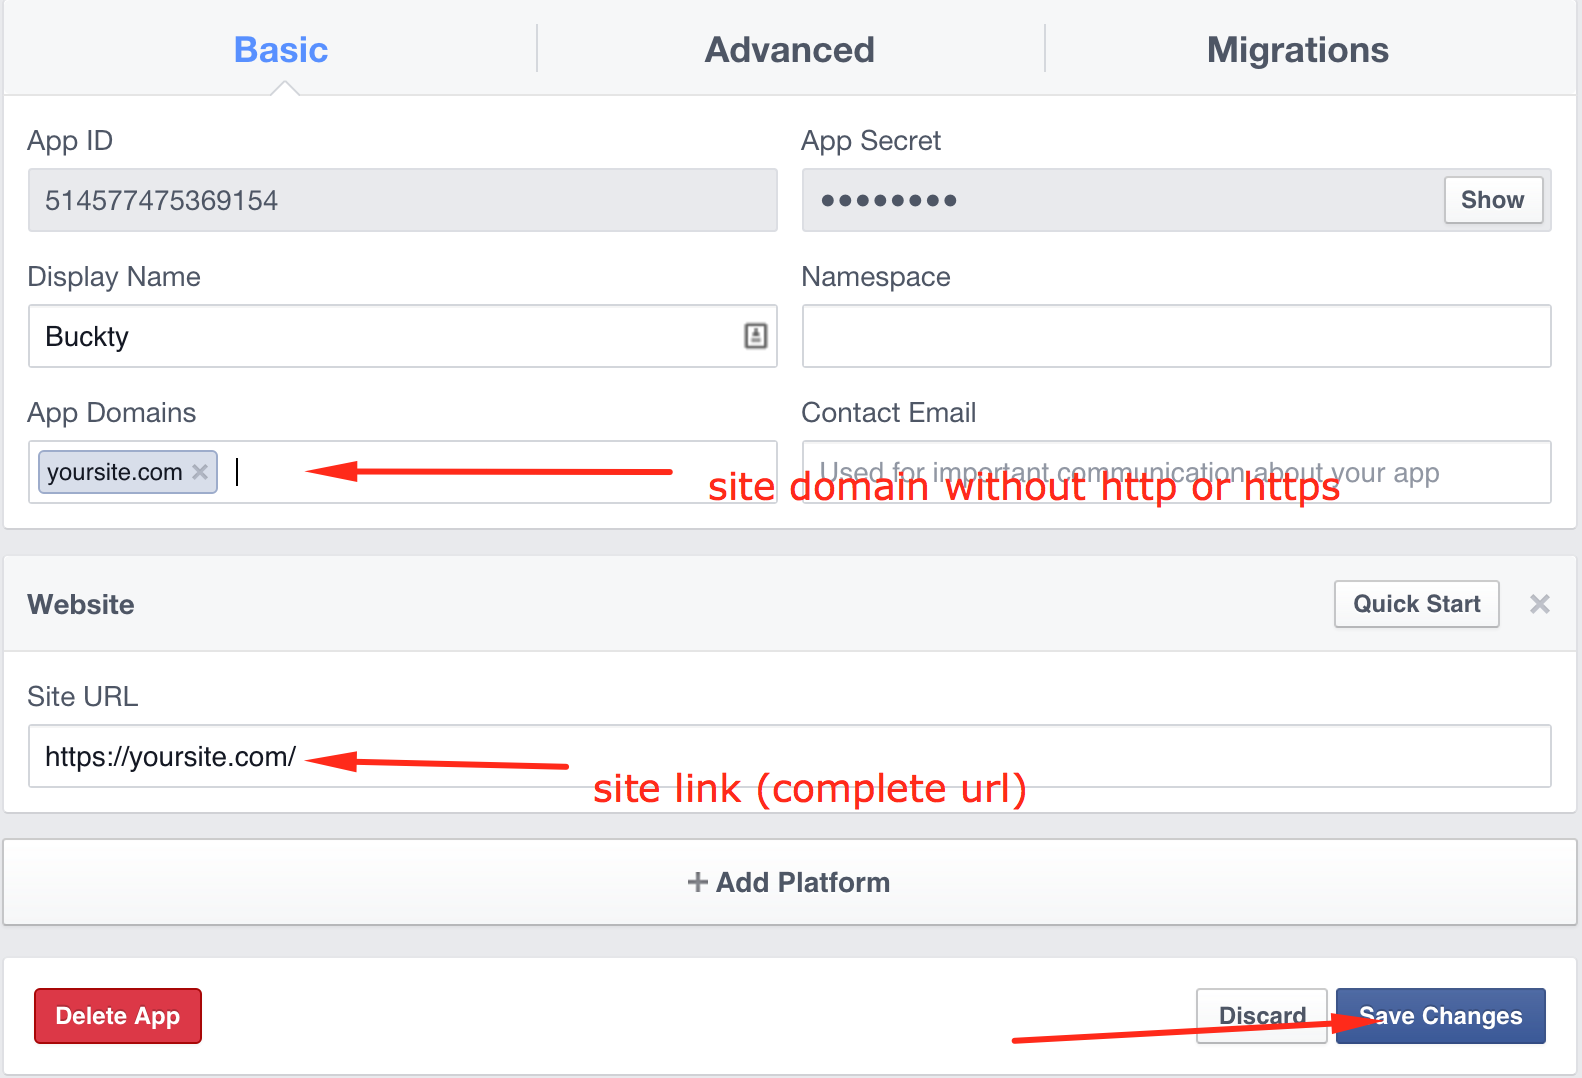 Basic
Advanced
Migrations
App ID
App Secret
514577475369154
••••••••
Show
Display Name
Namespace
Buckty
App Domains
Contact Email
yoursite.com ×
Used for important communication about your app
site domain without http or https
Website
Quick Start
×
Site URL
https://yoursite.com/
site link (complete url)
+ Add Platform
Delete App
Discard
Save Changes